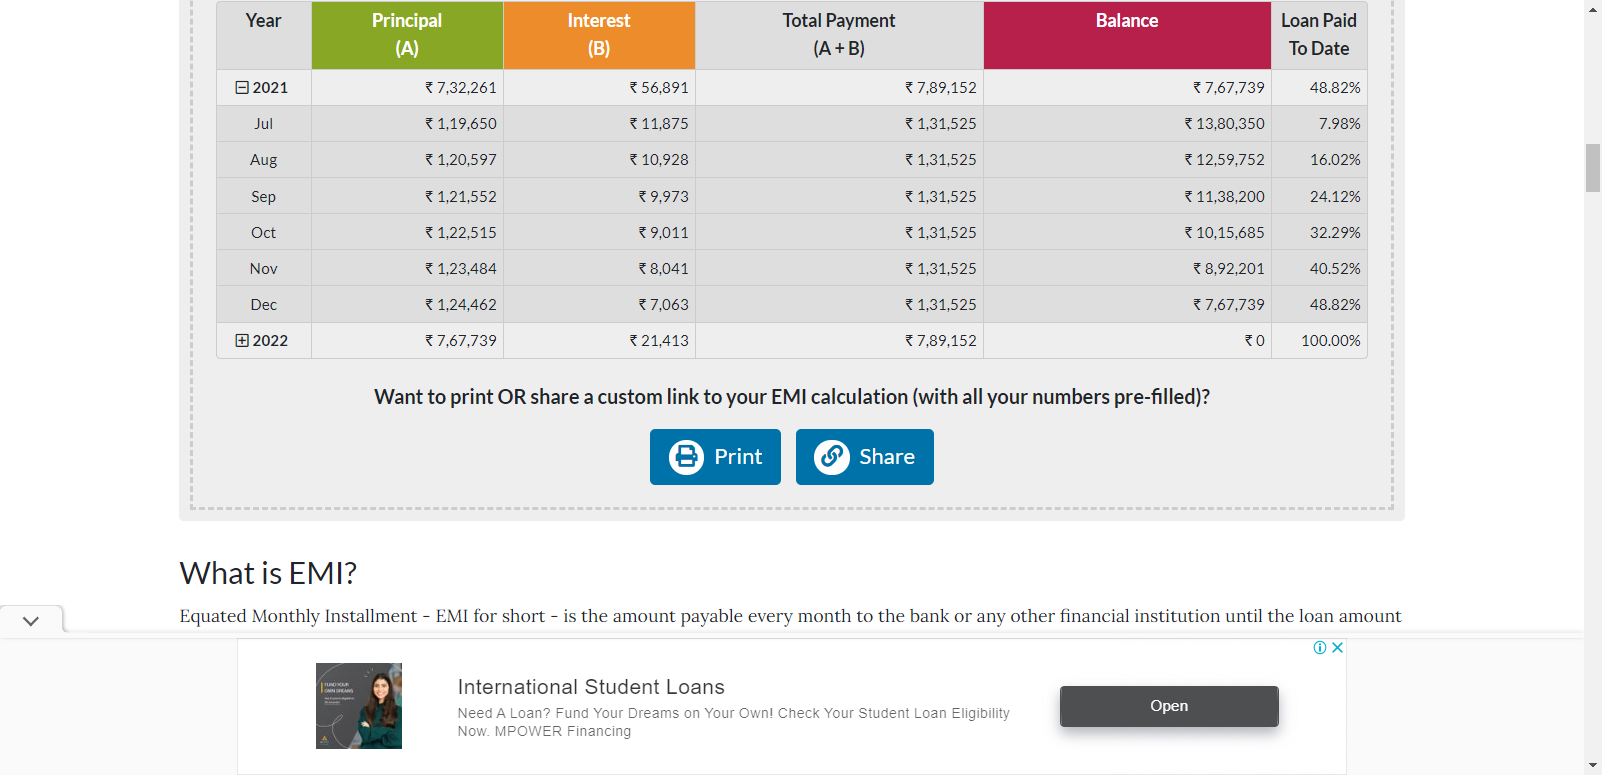 Year Principal (A) Interest (B) Total Payment (A + B) Balance Loan Paid To Date
2021 ₹ 7,32,261 ₹ 56,891 ₹ 7,89,152 ₹ 7,67,739 48.82%
Jul ₹ 1,19,650 ₹ 11,875 ₹ 1,31,525 ₹ 13,80,350 7.98%
Aug ₹ 1,20,597 ₹ 10,928 ₹ 1,31,525 ₹ 12,59,752 16.02%
Sep ₹ 1,21,552 ₹ 9,973 ₹ 1,31,525 ₹ 11,38,200 24.12%
Oct ₹ 1,22,515 ₹ 9,011 ₹ 1,31,525 ₹ 10,15,685 32.29%
Nov ₹ 1,23,484 ₹ 8,041 ₹ 1,31,525 ₹ 8,92,201 40.52%
Dec ₹ 1,24,462 ₹ 7,063 ₹ 1,31,525 ₹ 7,67,739 48.82%
2022 ₹ 7,67,739 ₹ 21,413 ₹ 7,89,152 ₹ 0 100.00%
Want to print OR share a custom link to your EMI calculation (with all your numbers pre-filled)?
Print Share
What is EMI?
Equated Monthly Installment - EMI for short - is the amount payable every month to the bank or any other financial institution until the loan amount
FUND YOUR
OWN DREAMS
International Student Loans
Need A Loan? Fund Your Dreams on Your Own! Check Your Student Loan Eligibility
Now. MPOWER Financing
Open